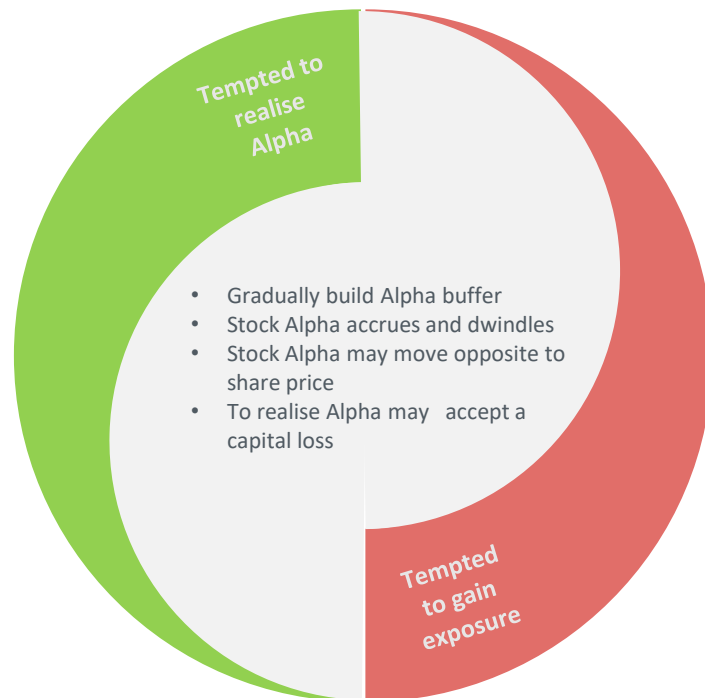 Tempted to
realise
Alpha
• Gradually build Alpha buffer
• Stock Alpha accrues and dwindles
• Stock Alpha may move opposite to
share price
• To realise Alpha may   accept a
capital loss
Tempted
to gain
exposure